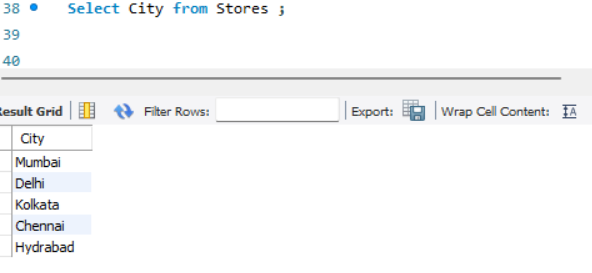 38 Select City from Stores ;
39
40
Result Grid Filter Rows: Export: Wrap Cell Content: IA
City
Mumbai
Delhi
Kolkata
Chennai
Hydrabad